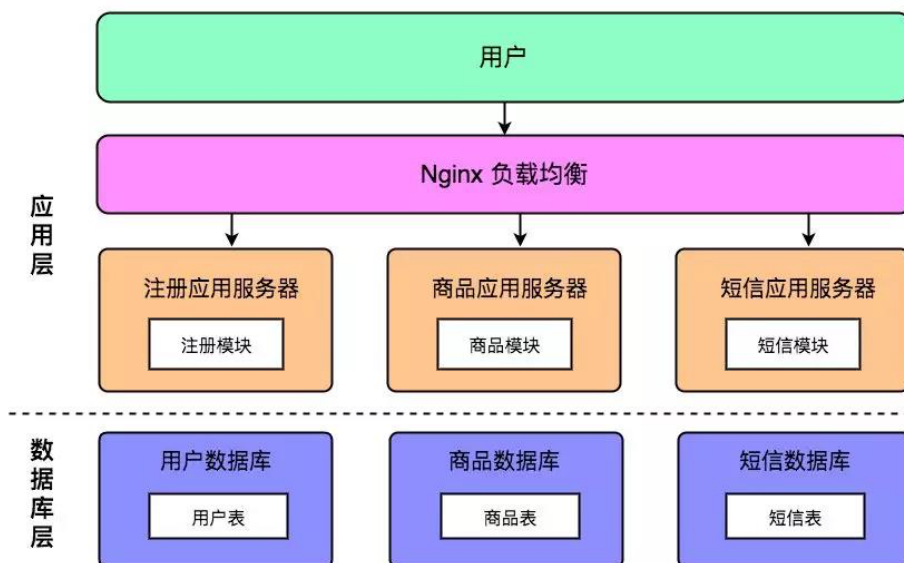 用户
Nginx 负载均衡
应用层
注册应用服务器
商品应用服务器
短信应用服务器
注册模块
商品模块
短信模块
数据库层
用户数据库
商品数据库
短信数据库
用户表
商品表
短信表